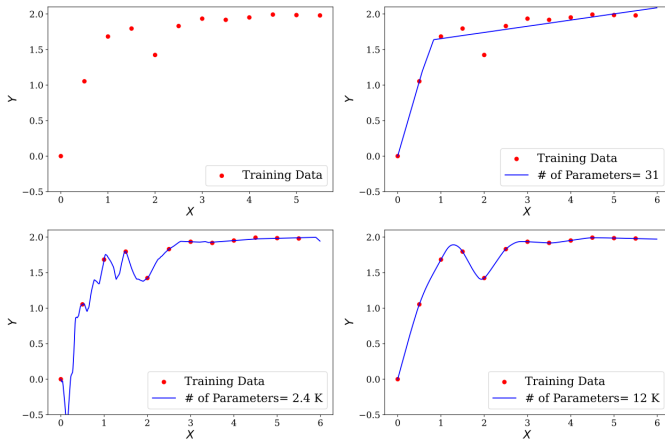 2.0
1.5
1.0
0.5
0.0
−0.5
Y
0 1 2 3 4 5
X
Training Data
2.0
1.5
1.0
0.5
0.0
−0.5
Y
0 1 2 3 4 5 6
X
Training Data
# of Parameters= 31
2.0
1.5
1.0
0.5
0.0
−0.5
Y
0 1 2 3 4 5 6
X
Training Data
# of Parameters= 2.4 K
2.0
1.5
1.0
0.5
0.0
−0.5
Y
0 1 2 3 4 5 6
X
Training Data
# of Parameters= 12 K